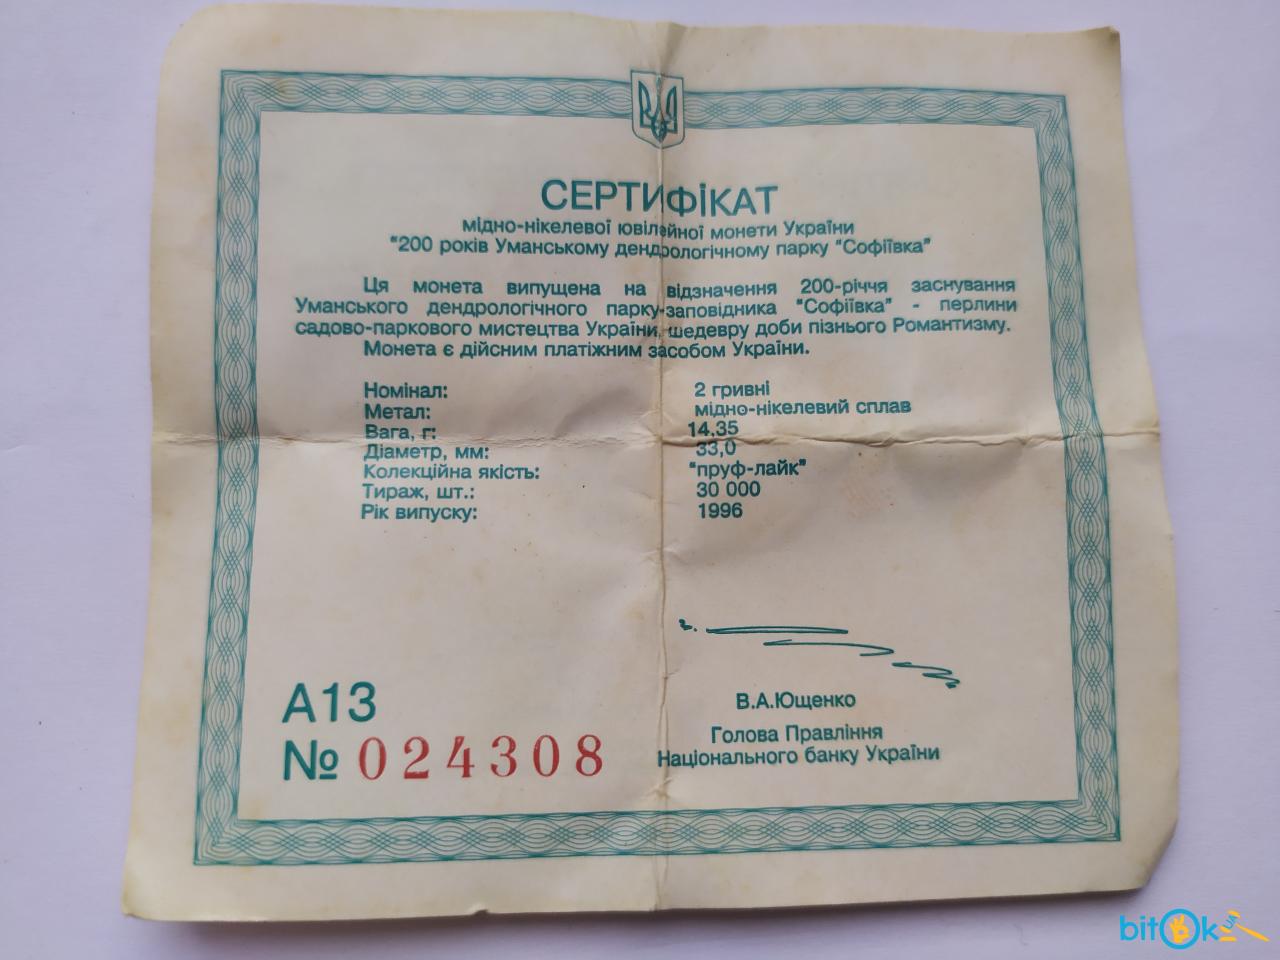 СЕРТИФІКАТ
мідно-нікелевої ювілейної монети України
"200 років Уманському дендрологічному парку "Софіївка"
Ця монета випущена на відзначення 200-річчя заснування
Уманського дендрологічного парку-заповідника "Софіївка" - перлини
садово-паркового мистецтва України, шедевру доби пізнього Романтизму.
Монета є дійсним платіжним засобом України.
Номінал: 2 гривні
Метал: мідно-нікелевий сплав
Вага, г: 14,35
Діаметр, мм: 33,0
Колекційна якість: "пруф-лайк"
Тираж, шт.: 30 000
Рік випуску: 1996
А13
№ 024308
В.А.Ющенко
Голова Правління
Національного банку України
bitok.ua